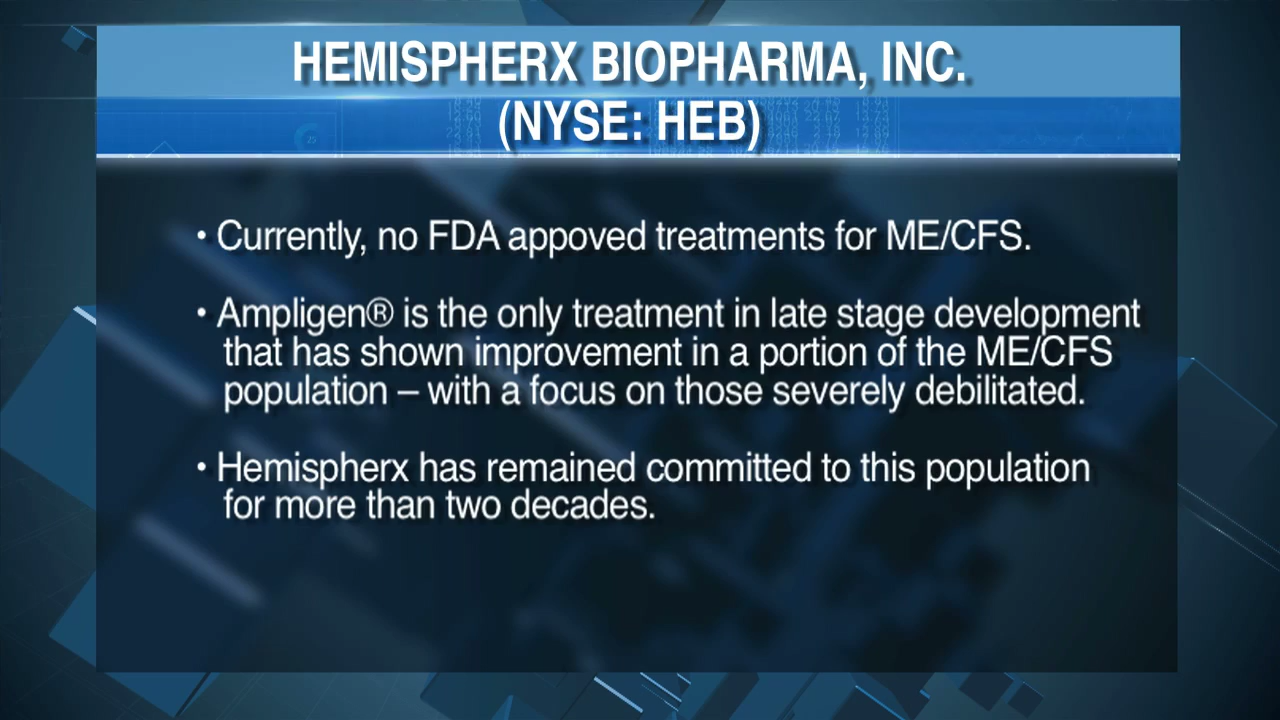 HEMISPHERX BIOPHARMA, INC.
(NYSE: HEB)
• Currently, no FDA appoved treatments for ME/CFS.
• Ampligen® is the only treatment in late stage development
that has shown improvement in a portion of the ME/CFS
population – with a focus on those severely debilitated.
• Hemispherx has remained committed to this population
for more than two decades.